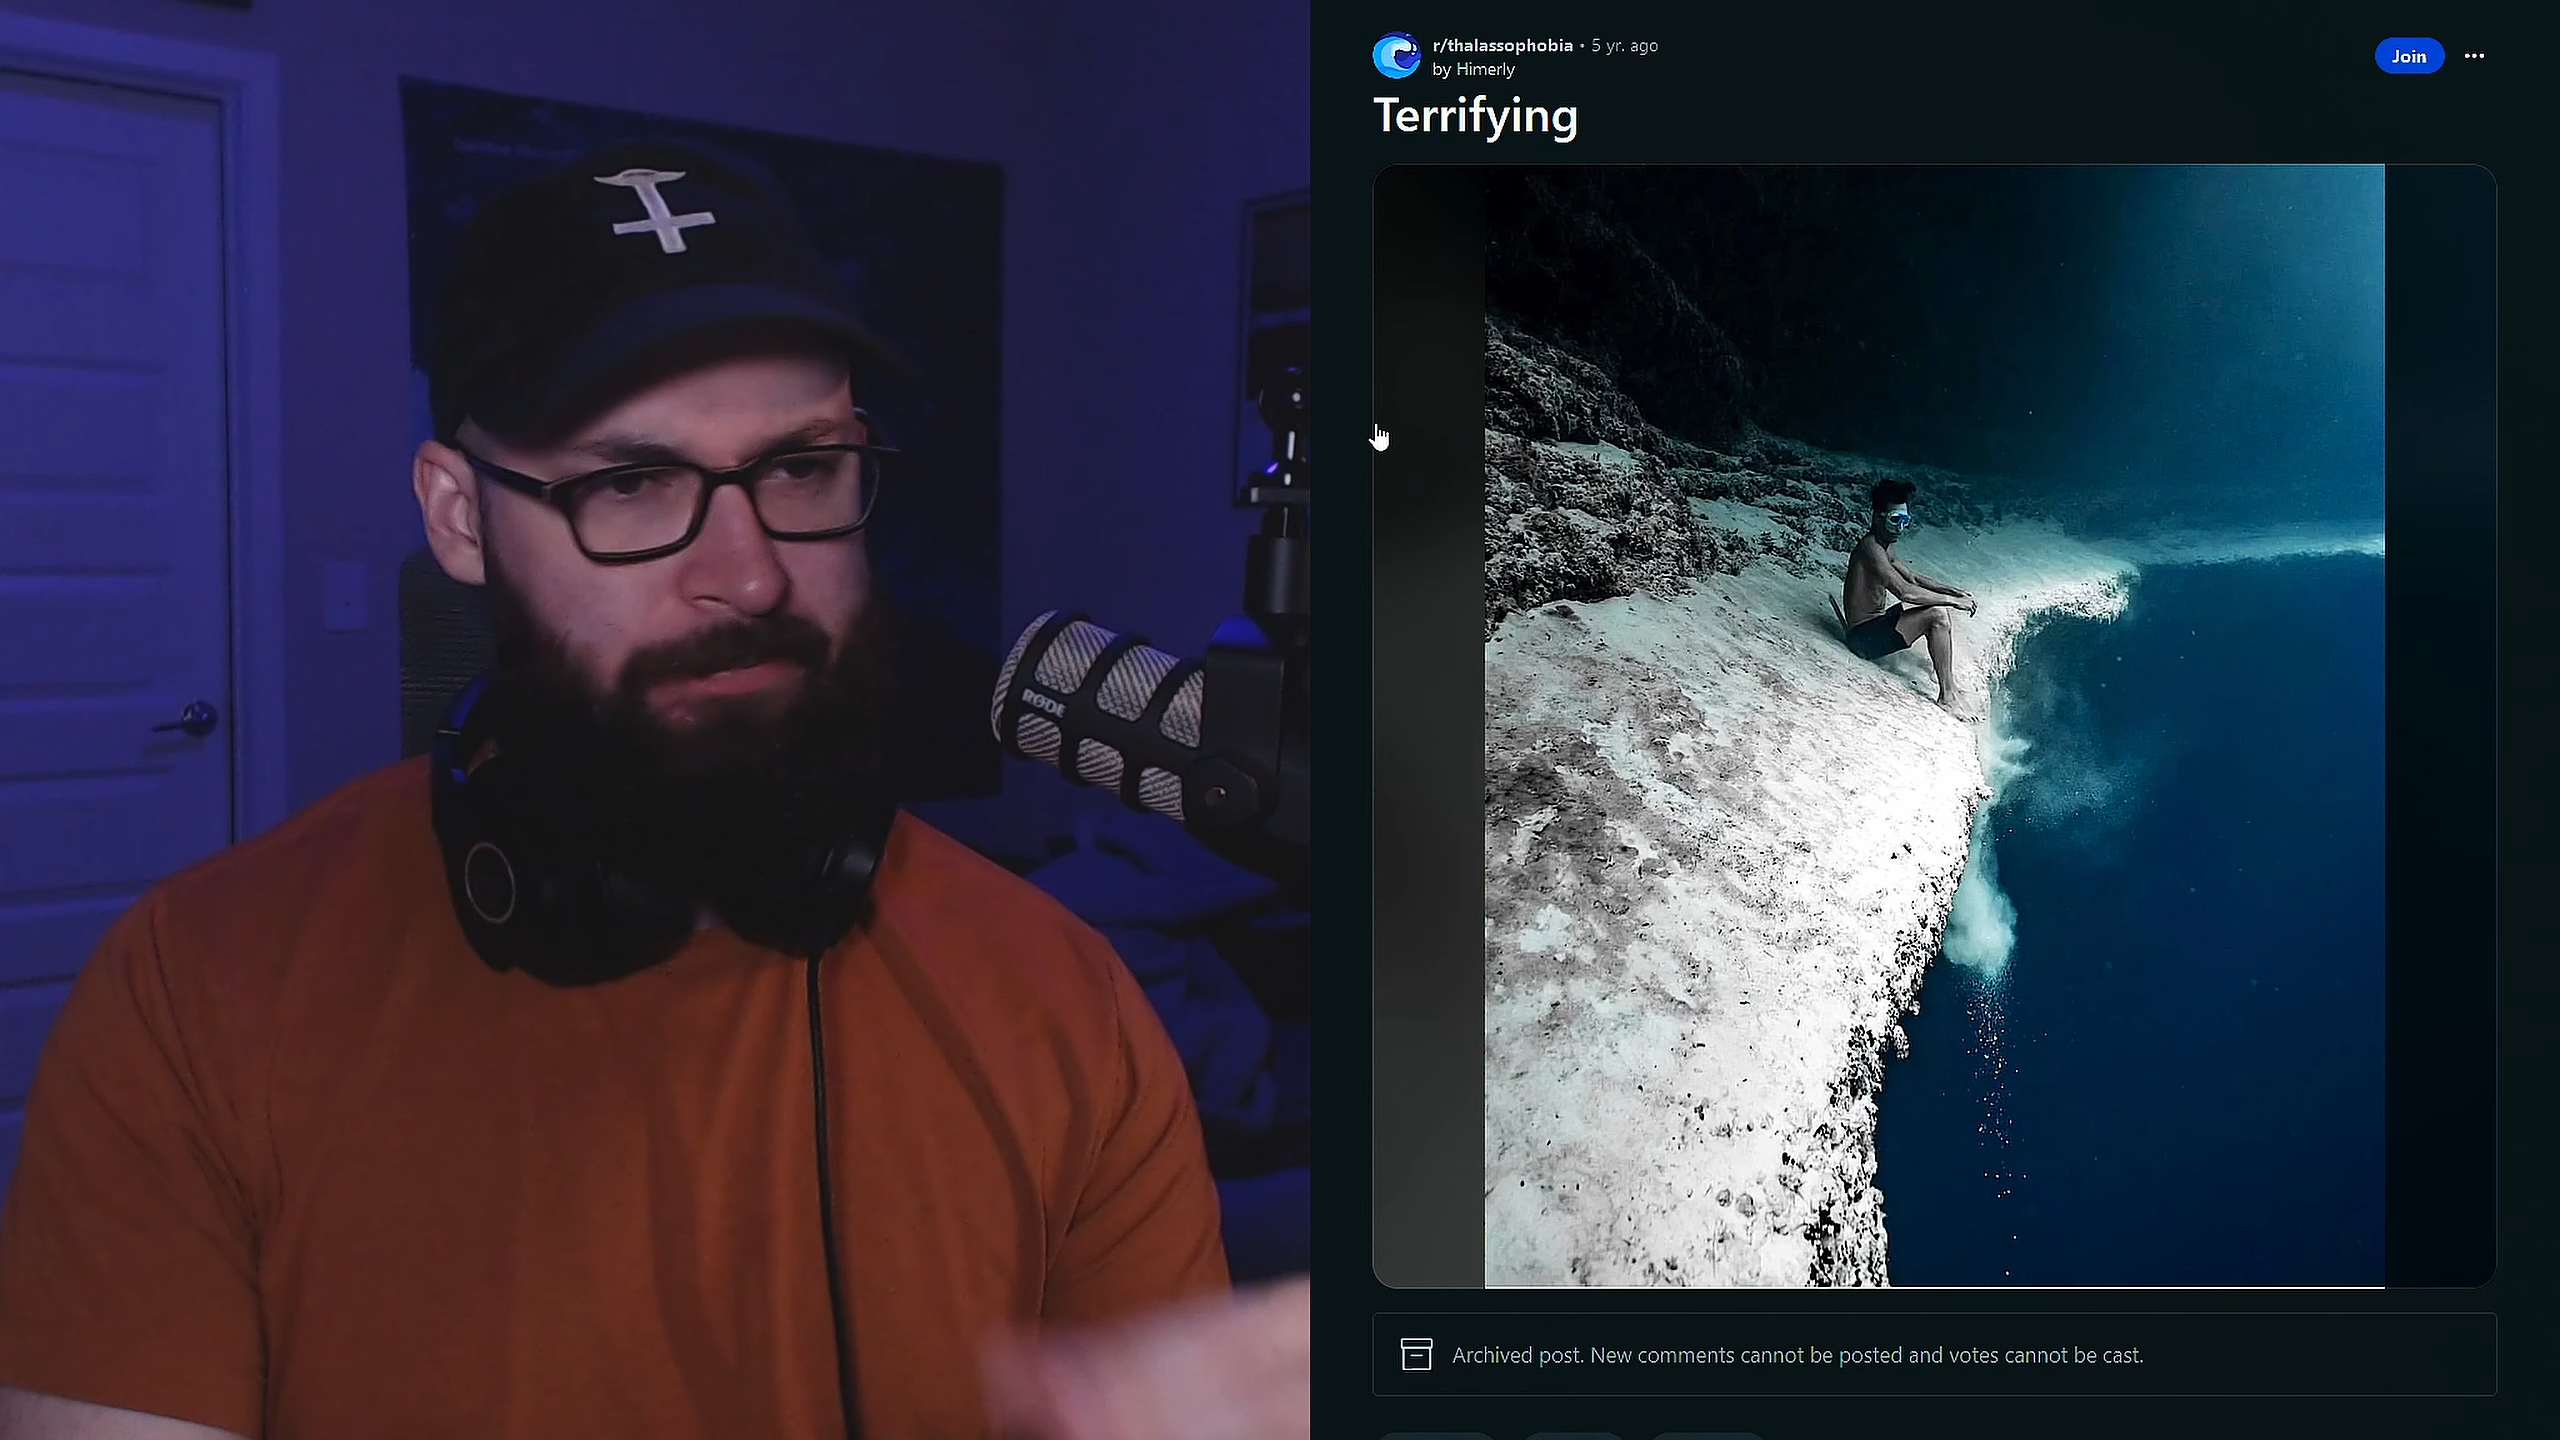 r/thalassophobia • 5 yr. ago
by Himerly
Join
Terrifying
RØDE
Archived post. New comments cannot be posted and votes cannot be cast.